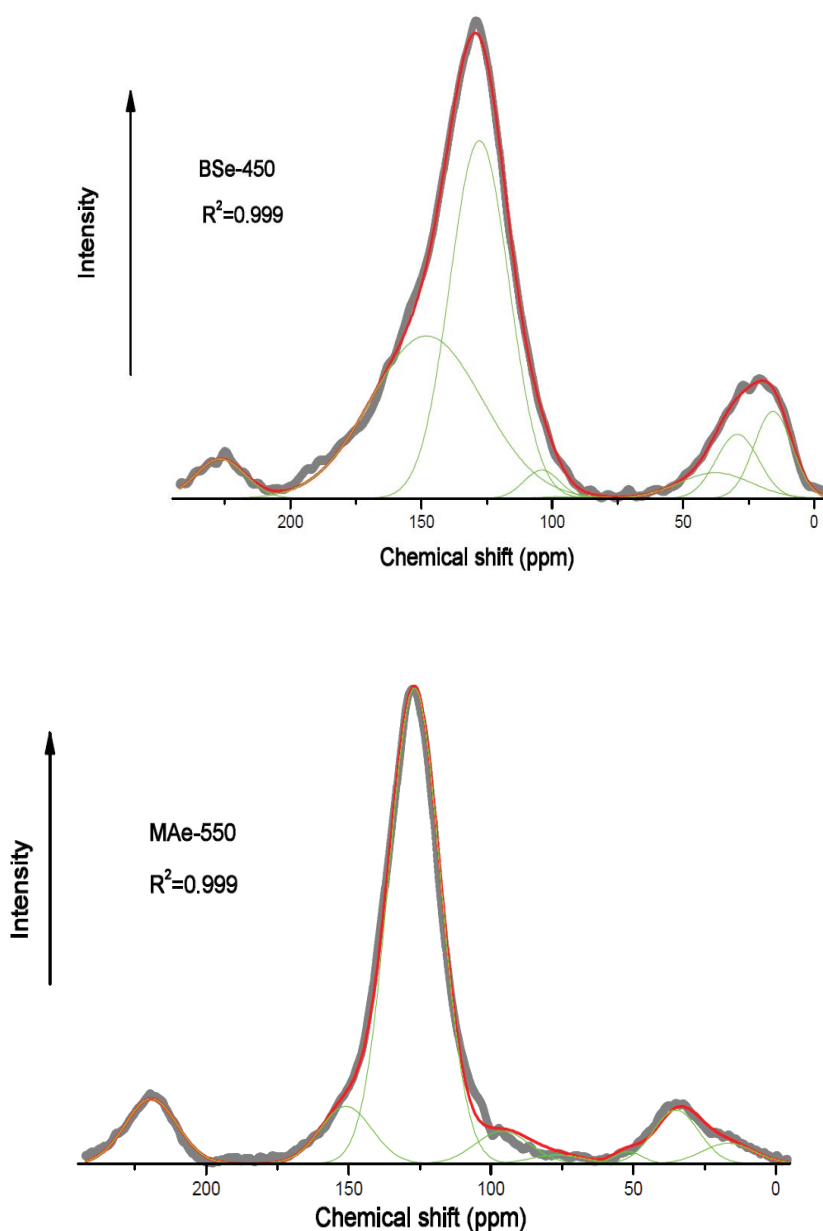 Intensity
BSe-450
R²=0.999
200
150
100
50
0
Chemical shift (ppm)
Intensity
MAe-550
R²=0.999
200
150
100
50
0
Chemical shift (ppm)